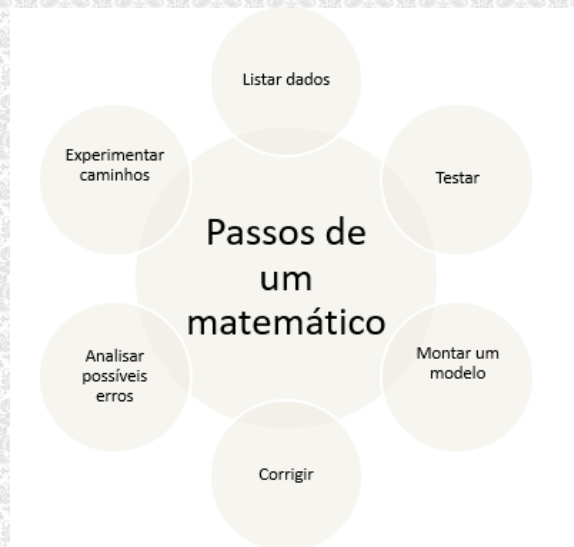 Listar dados
Experimentar
caminhos
Testar
Passos de
um
matemático
Analisar
possíveis
erros
Montar um
modelo
Corrigir